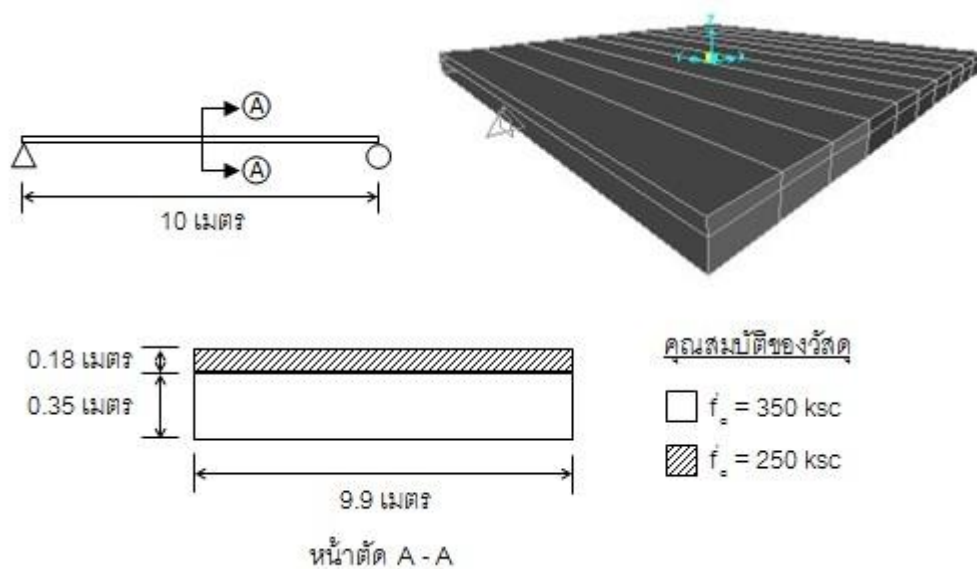 Z
Y
X
A
A
10 เมตร
0.18 เมตร
0.35 เมตร
9.9 เมตร
หน้าตัด A - A
คุณสมบัติของวัสดุ
f'c = 350 ksc
f'c = 250 ksc